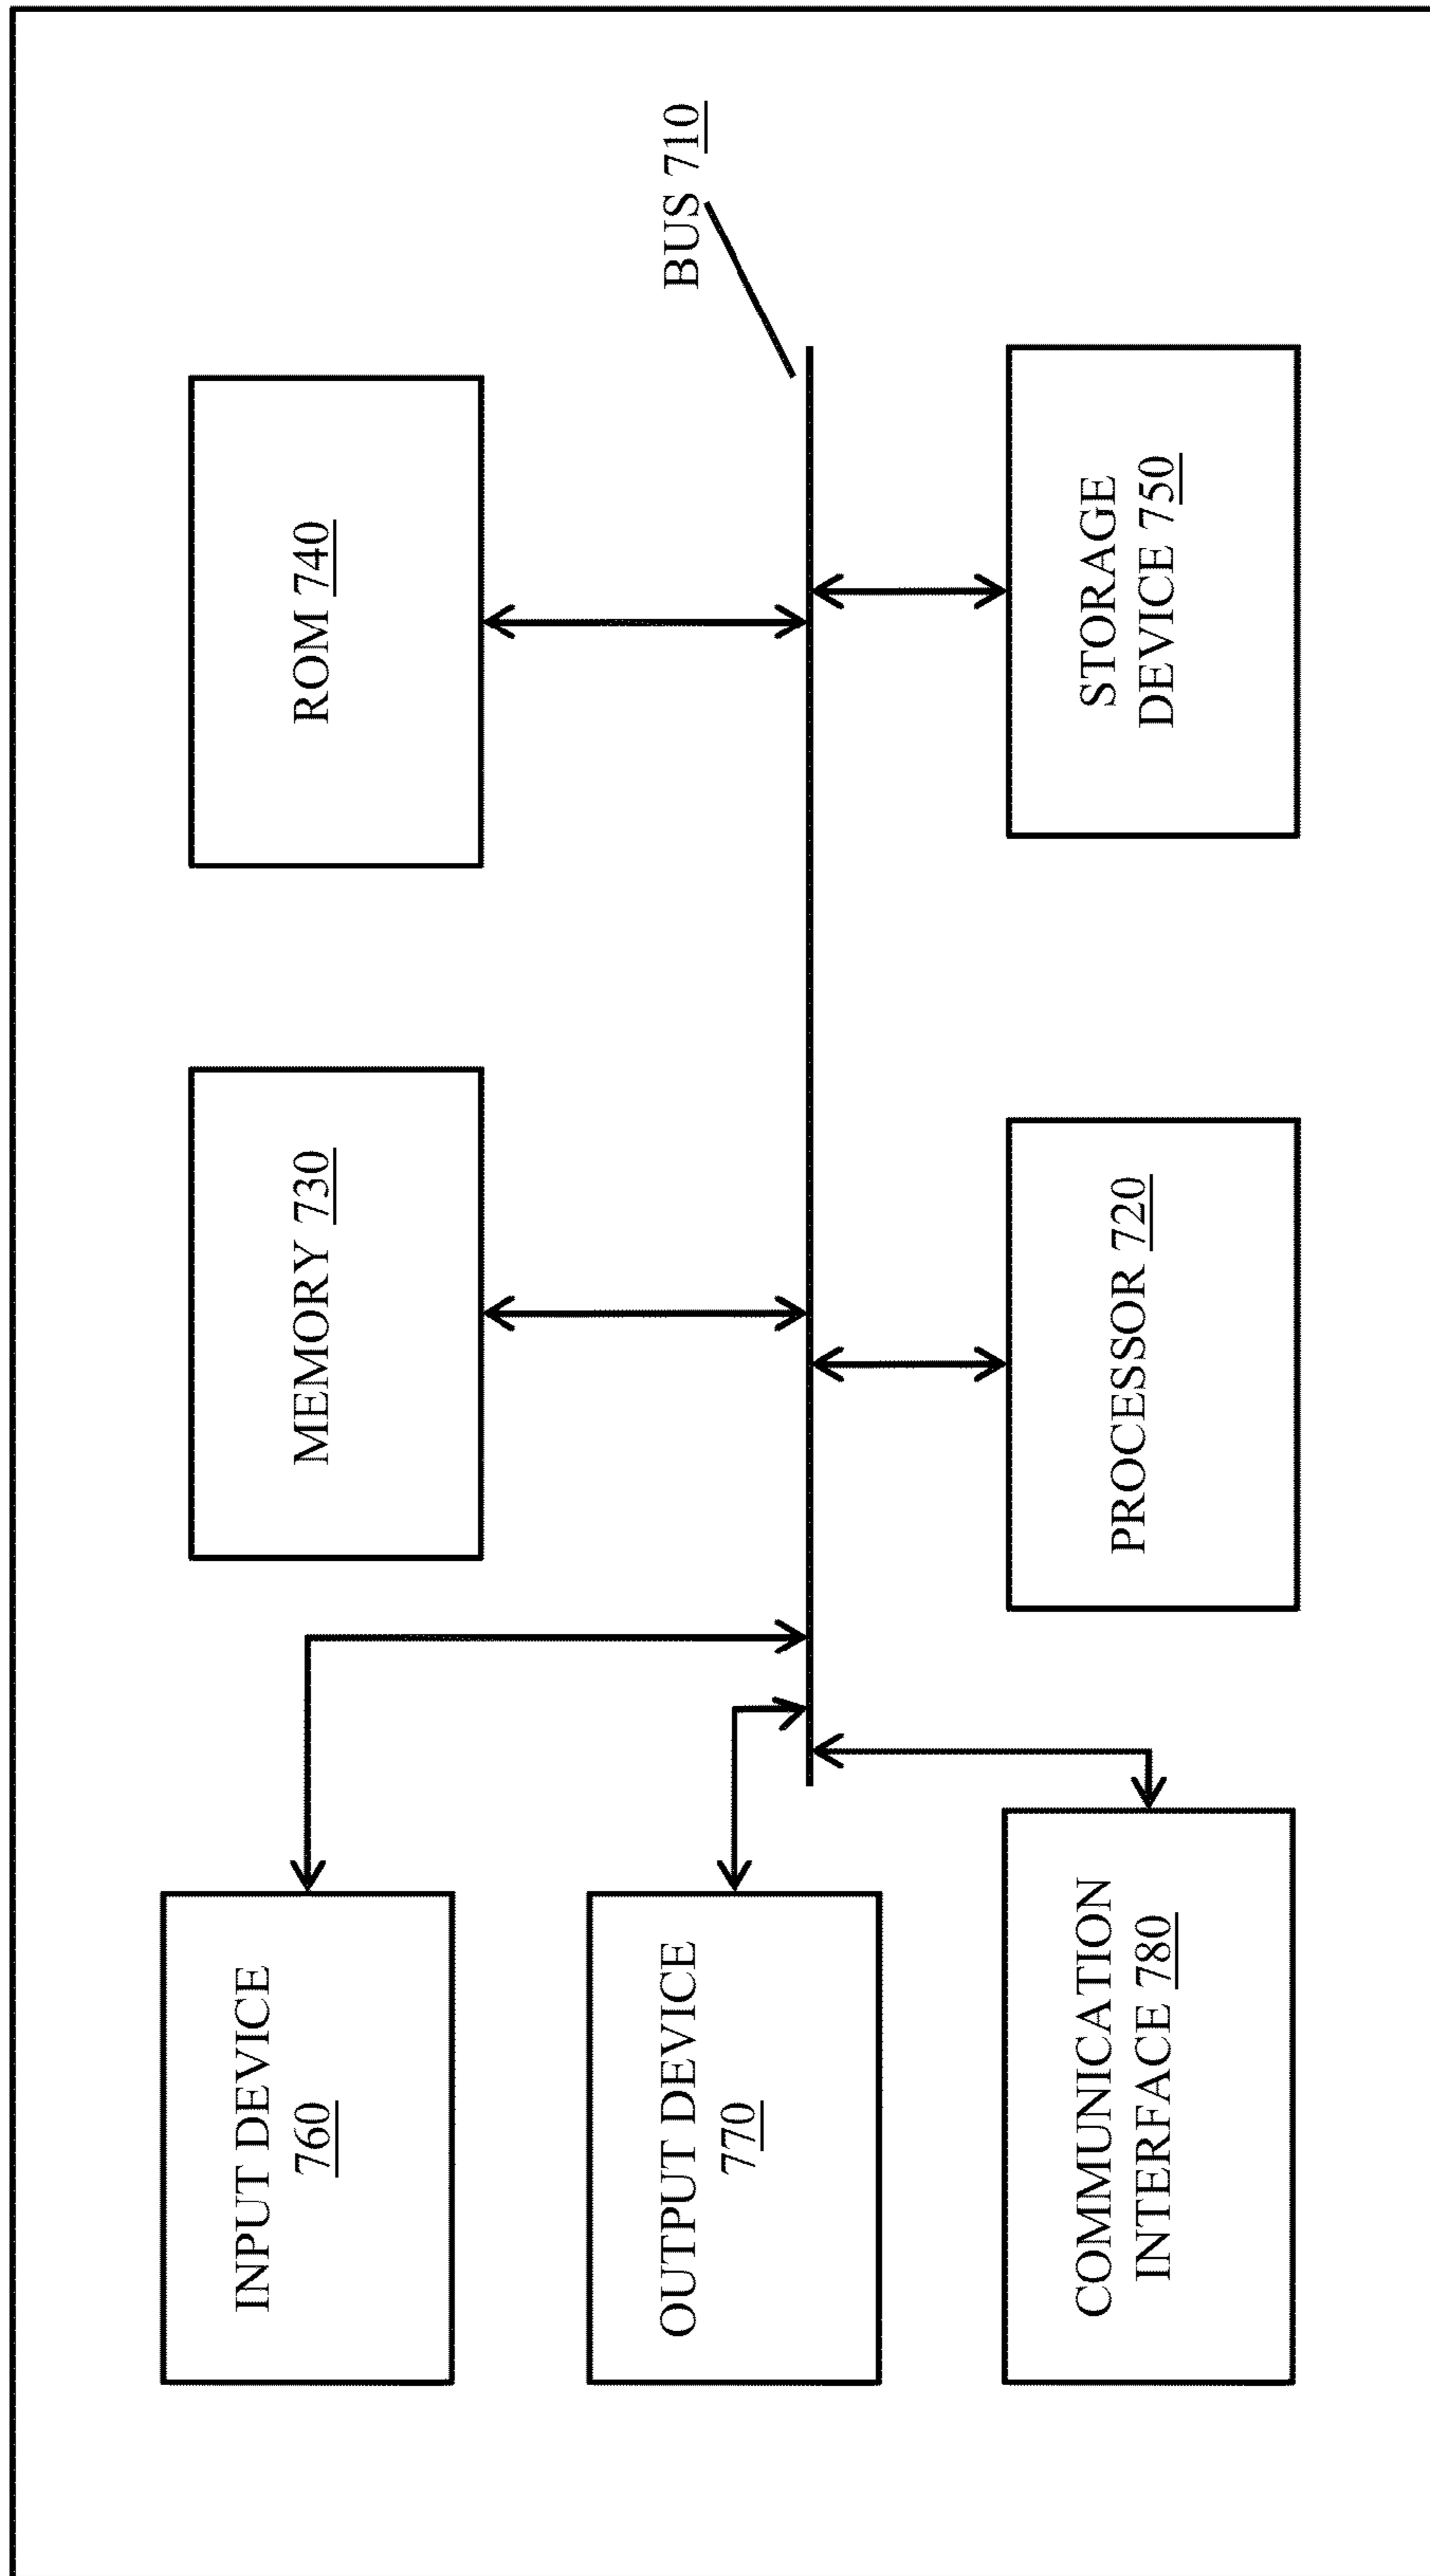 INPUT DEVICE
760
MEMORY 730
ROM 740
BUS 710
OUTPUT DEVICE
770
COMMUNICATION
INTERFACE 780
PROCESSOR 720
STORAGE
DEVICE 750